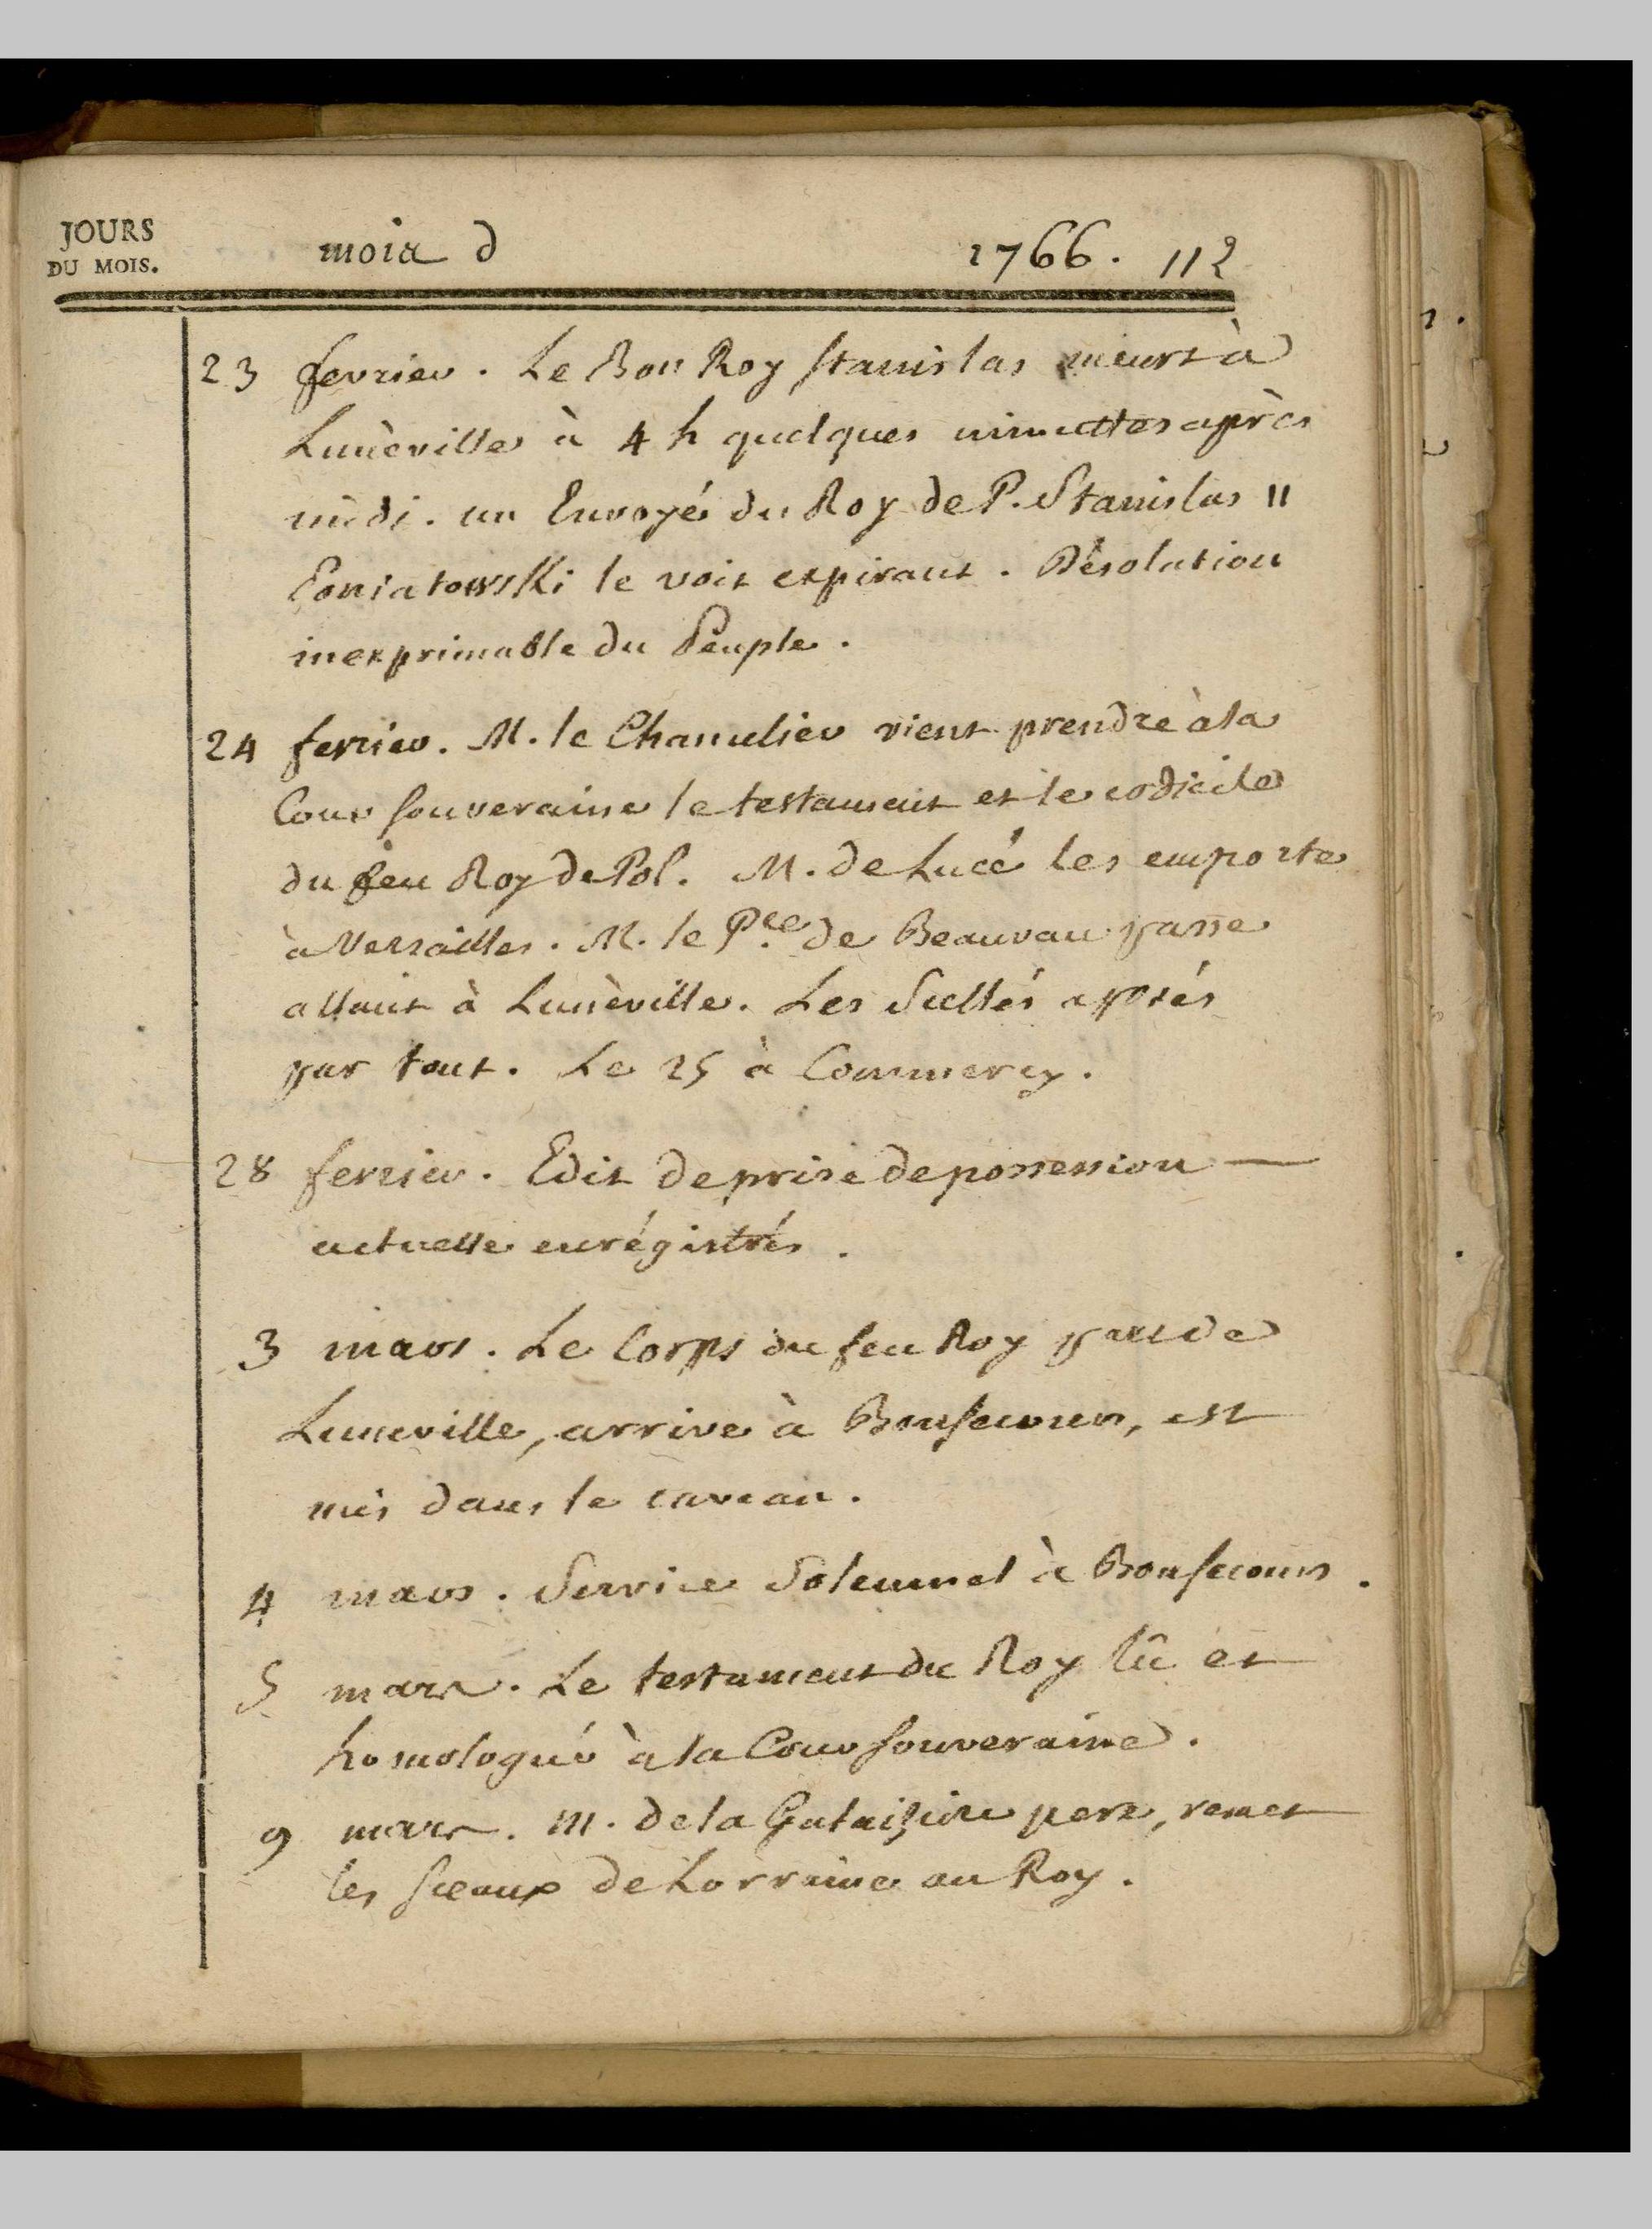 JOURS
DU MOIS.
mois d
1766. 112
23 fevrier. Le Bon Roy Stanislas meurt à
Lunèville à 4 h quelques minuttes après
midi. un Envoyé du Roy de P. Stanislas II
Poniatowski le voit expirant. Désolation
inexprimable du Peuple.
24 fevrier. M. le Chancelier vient prendre à la
Cour souveraine le testament et le codicile
du feu Roy de Pol. M. de Lucé les emporte
à Versailles. M. le P.ce de Beauvau passe
allant à Lunèville. Les Scellés apposés
par tout. Le 25 à Commercy.
28 fevrier. Edit de prise de possession —
actuelle enrégistrés.
3 mars. Le Corps du feu Roy part de
Luneville, arrive à Bonsecours, est
mis dans le caveau.
4 mars. Service Solemnel à Bonsecours.
5 mars. Le testament du Roy lû et
homologué à la Cour souveraine.
9 mars. M. de la Galaiziere pere, remet
les sceaux de Lorraine au Roy.